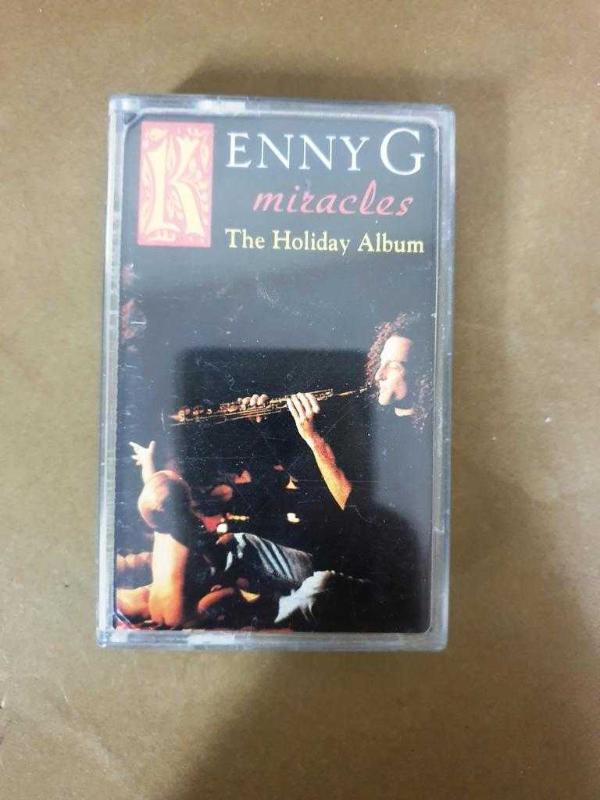 KENNY G
miracles
The Holiday Album